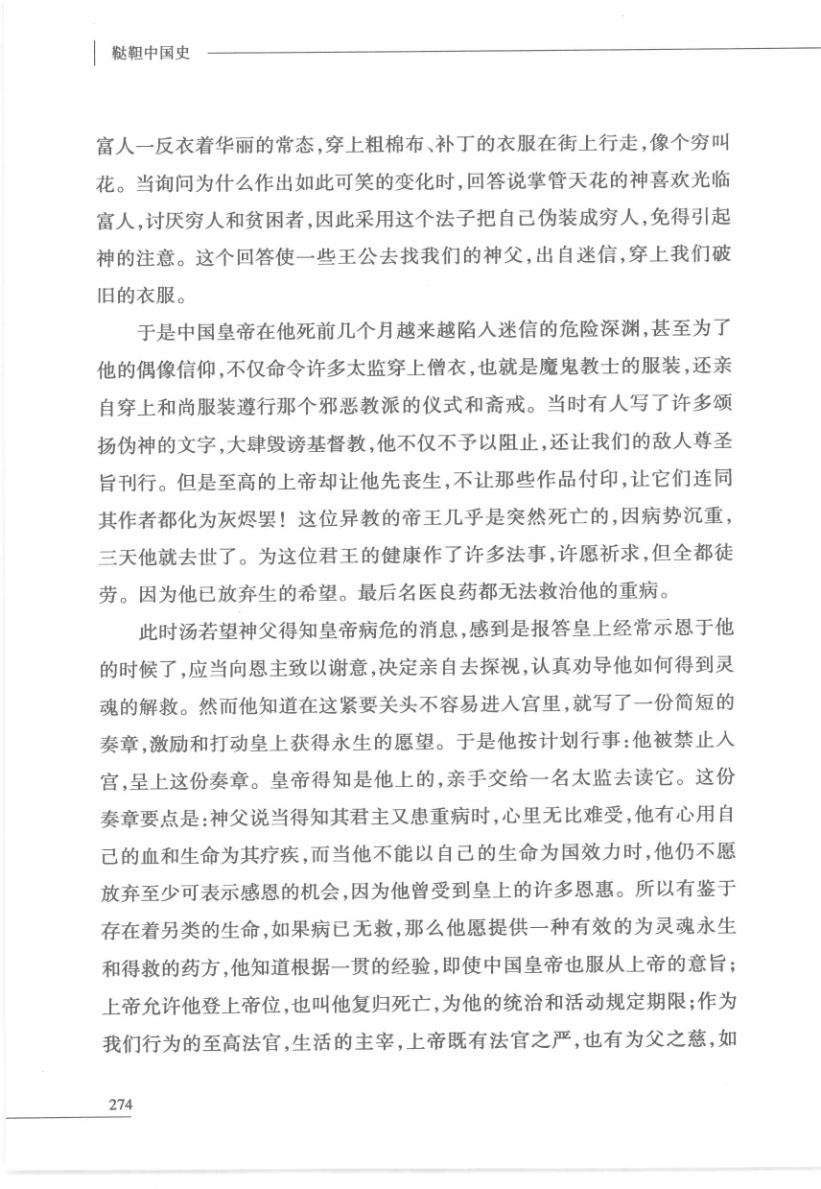 鞑靼中国史
富人一反衣着华丽的常态,穿上粗棉布、补丁的衣服在街上行走,像个穷叫
花。当询问为什么作出如此可笑的变化时,回答说掌管天花的神喜欢光临
富人,讨厌穷人和贫困者,因此采用这个法子把自己伪装成穷人,免得引起
神的注意。这个回答使一些王公去找我们的神父,出自迷信,穿上我们破
旧的衣服。
于是中国皇帝在他死前几个月越来越陷入迷信的危险深渊,甚至为了
他的偶像信仰,不仅命令许多太监穿上僧衣,也就是魔鬼教士的服装,还亲
自穿上和尚服装遵行那个邪恶教派的仪式和斋戒。当时有人写了许多颂
扬伪神的文字,大肆毁谤基督教,他不仅不予以阻止,还让我们的敌人尊圣
旨刊行。但是至高的上帝却让他先丧生,不让那些作品付印,让它们连同
其作者都化为灰烬罢！这位异教的帝王几乎是突然死亡的,因病势沉重,
三天他就去世了。为这位君王的健康作了许多法事,许愿祈求,但全都徒
劳。因为他已放弃生的希望。最后名医良药都无法救治他的重病。
此时汤若望神父得知皇帝病危的消息,感到是报答皇上经常示恩于他
的时候了,应当向恩主致以谢意,决定亲自去探视,认真劝导他如何得到灵
魂的解救。然而他知道在这紧要关头不容易进入宫里,就写了一份简短的
奏章,激励和打动皇上获得永生的愿望。于是他按计划行事:他被禁止入
宫,呈上这份奏章。皇帝得知是他上的,亲手交给一名太监去读它。这份
奏章要点是:神父说当得知其君主又患重病时,心里无比难受,他有心用自
己的血和生命为其疗疾,而当他不能以自己的生命为国效力时,他仍不愿
放弃至少可表示感恩的机会,因为他曾受到皇上的许多恩惠。所以有鉴于
存在着另类的生命,如果病已无救,那么他愿提供一种有效的为灵魂永生
和得救的药方,他知道根据一贯的经验,即使中国皇帝也服从上帝的意旨;
上帝允许他登上帝位,也叫他复归死亡,为他的统治和活动规定期限;作为
我们行为的至高法官,生活的主宰,上帝既有法官之严,也有为父之慈,如
274